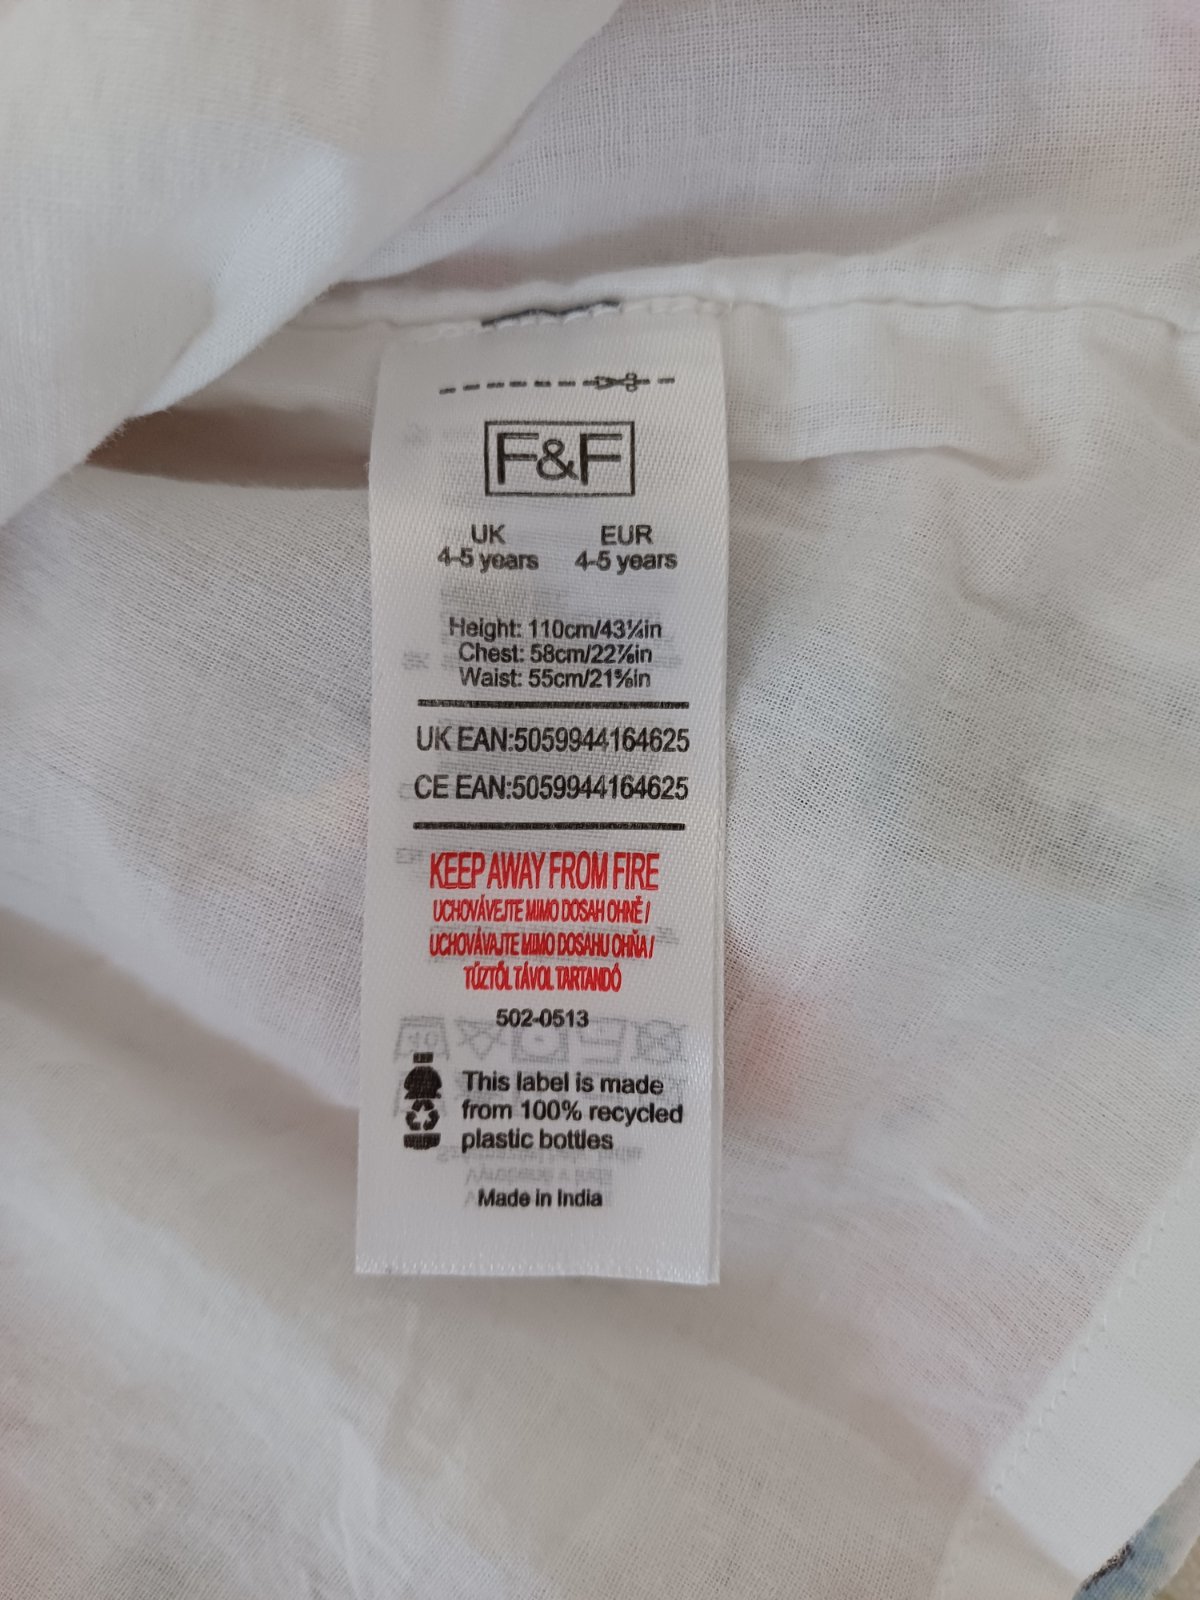 F&F
UK EUR
4-5 years 4-5 years
Height: 110cm/43¼in
Chest: 58cm/22⅞in
Waist: 55cm/21⅝in
UK EAN:5059944164625
CE EAN:5059944164625
KEEP AWAY FROM FIRE
UCHOVÁVEJTE MIMO DOSAH OHNĚ /
UCHOVÁVAJTE MIMO DOSAHU OHŇA /
TŰZTŐL TÁVOL TARTANDÓ
502-0513
This label is made
from 100% recycled
plastic bottles
Made in India